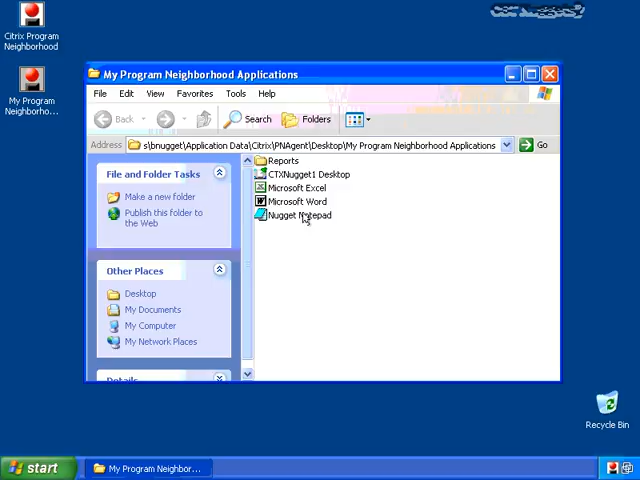 CBT Nuggets!
Citrix Program
Neighborhood
My Program
Neighborho...
My Program Neighborhood Applications
File Edit View Favorites Tools Help
Back Search Folders
Address s\bnugget\Application Data\Citrix\PNAgent\Desktop\My Program Neighborhood Applications Go
File and Folder Tasks
Make a new folder
Publish this folder to
the Web
Other Places
Desktop
My Documents
My Computer
My Network Places
Details
Reports
CTXNugget1 Desktop
Microsoft Excel
Microsoft Word
Nugget Notepad
Recycle Bin
start My Program Neighbor...